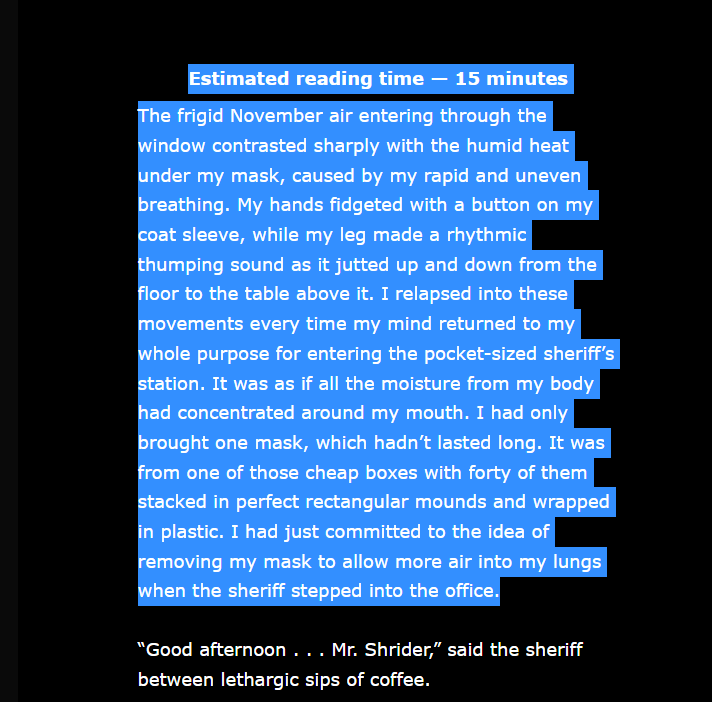 Estimated reading time — 15 minutes
The frigid November air entering through the
window contrasted sharply with the humid heat
under my mask, caused by my rapid and uneven
breathing. My hands fidgeted with a button on my
coat sleeve, while my leg made a rhythmic
thumping sound as it jutted up and down from the
floor to the table above it. I relapsed into these
movements every time my mind returned to my
whole purpose for entering the pocket-sized sheriff’s
station. It was as if all the moisture from my body
had concentrated around my mouth. I had only
brought one mask, which hadn’t lasted long. It was
from one of those cheap boxes with forty of them
stacked in perfect rectangular mounds and wrapped
in plastic. I had just committed to the idea of
removing my mask to allow more air into my lungs
when the sheriff stepped into the office.
“Good afternoon . . . Mr. Shrider,” said the sheriff
between lethargic sips of coffee.